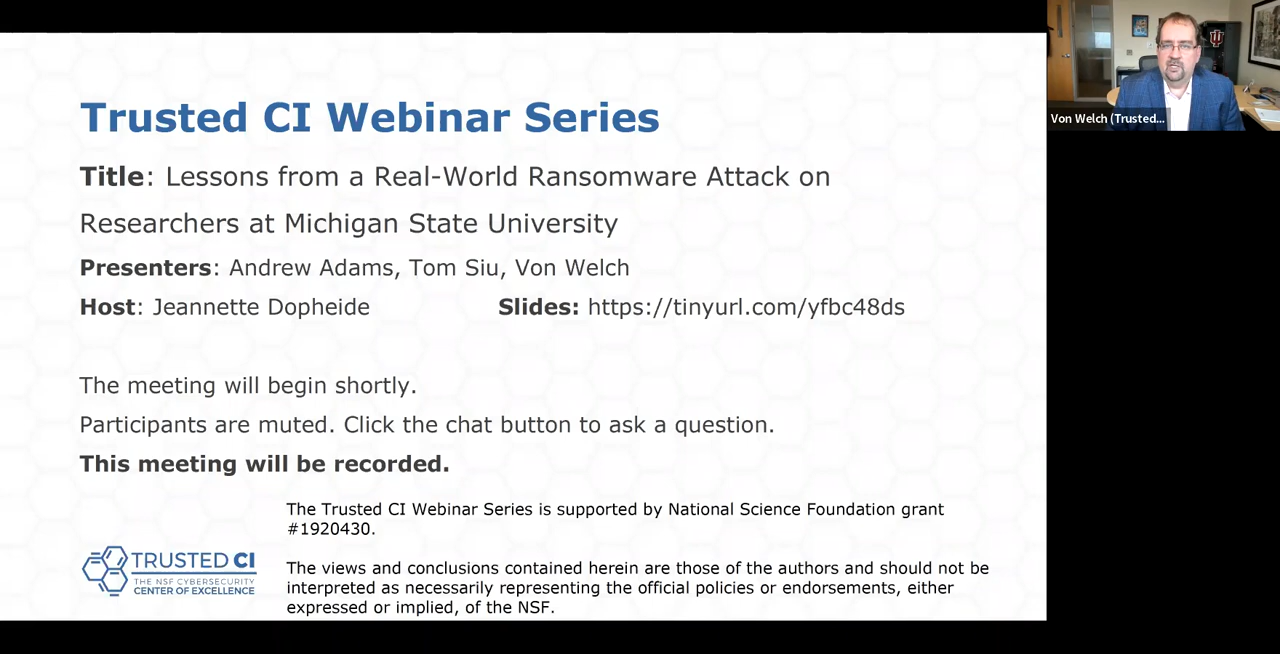 Trusted CI Webinar Series
Title: Lessons from a Real-World Ransomware Attack on
Researchers at Michigan State University
Presenters: Andrew Adams, Tom Siu, Von Welch
Host: Jeannette Dopheide Slides: https://tinyurl.com/yfbc48ds
The meeting will begin shortly.
Participants are muted. Click the chat button to ask a question.
This meeting will be recorded.
The Trusted CI Webinar Series is supported by National Science Foundation grant
#1920430.
The views and conclusions contained herein are those of the authors and should not be
interpreted as necessarily representing the official policies or endorsements, either
expressed or implied, of the NSF.
TRUSTED CI
THE NSF CYBERSECURITY
CENTER OF EXCELLENCE
Von Welch (Trusted...